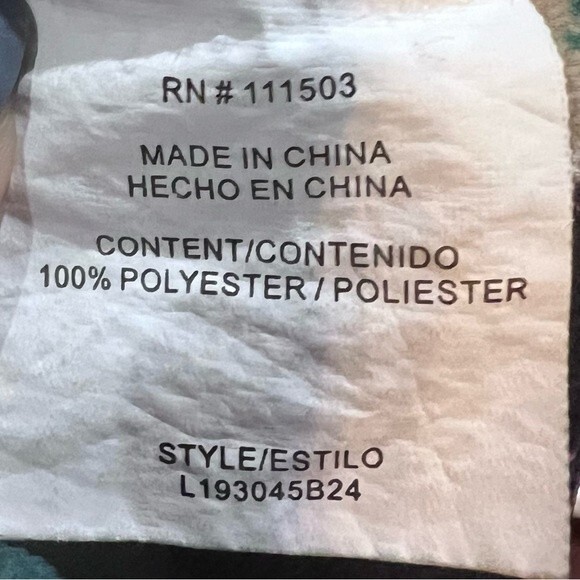 RN # 111503
MADE IN CHINA
HECHO EN CHINA
CONTENT/CONTENIDO
100% POLYESTER / POLIESTER
STYLE/ESTILO
L193045B24